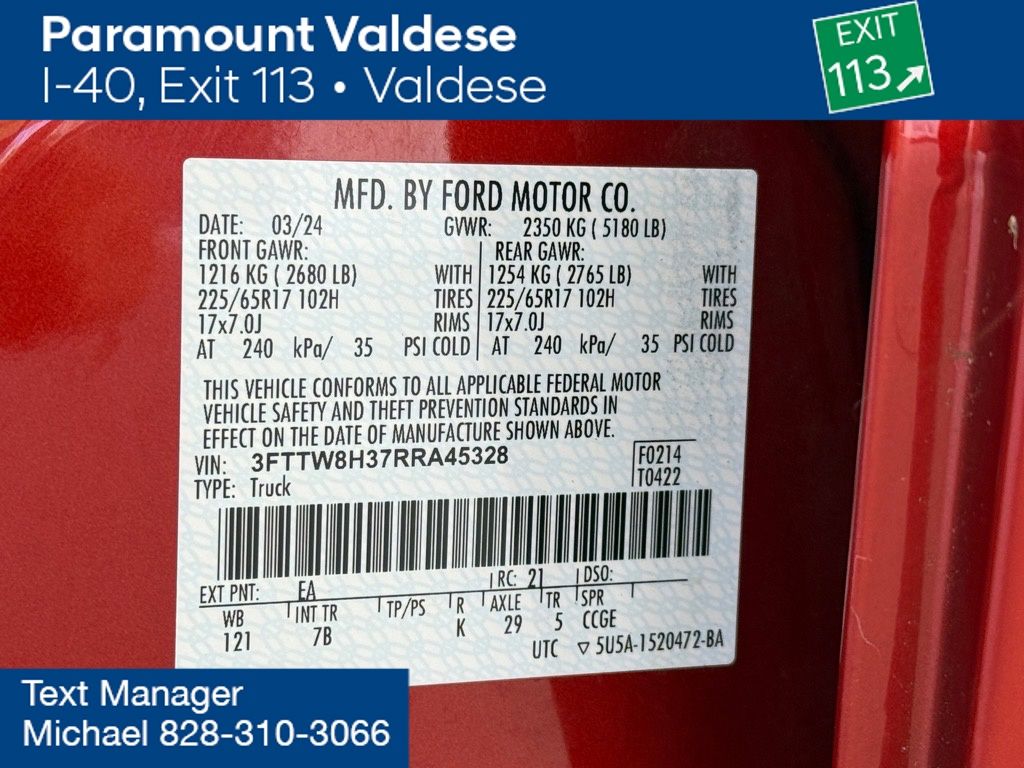 Paramount Valdese
I-40, Exit 113 • Valdese
EXIT
113
MFD. BY FORD MOTOR CO.
DATE: 03/24 GVWR: 2350 KG ( 5180 LB)
FRONT GAWR: REAR GAWR:
1216 KG ( 2680 LB) WITH 1254 KG ( 2765 LB) WITH
225/65R17 102H TIRES 225/65R17 102H TIRES
17x7.0J RIMS 17x7.0J RIMS
AT 240 kPa/ 35 PSI COLD AT 240 kPa/ 35 PSI COLD
THIS VEHICLE CONFORMS TO ALL APPLICABLE FEDERAL MOTOR
VEHICLE SAFETY AND THEFT PREVENTION STANDARDS IN
EFFECT ON THE DATE OF MANUFACTURE SHOWN ABOVE.
VIN: 3FTTW8H37RRA45328 F0214
TYPE: Truck T0422
EXT PNT: EA RC: 21 DSO:
WB INT TR TP/PS R AXLE TR SPR
121 7B K 29 5 CCGE
UTC ▽ 5U5A-1520472-BA
Text Manager
Michael 828-310-3066